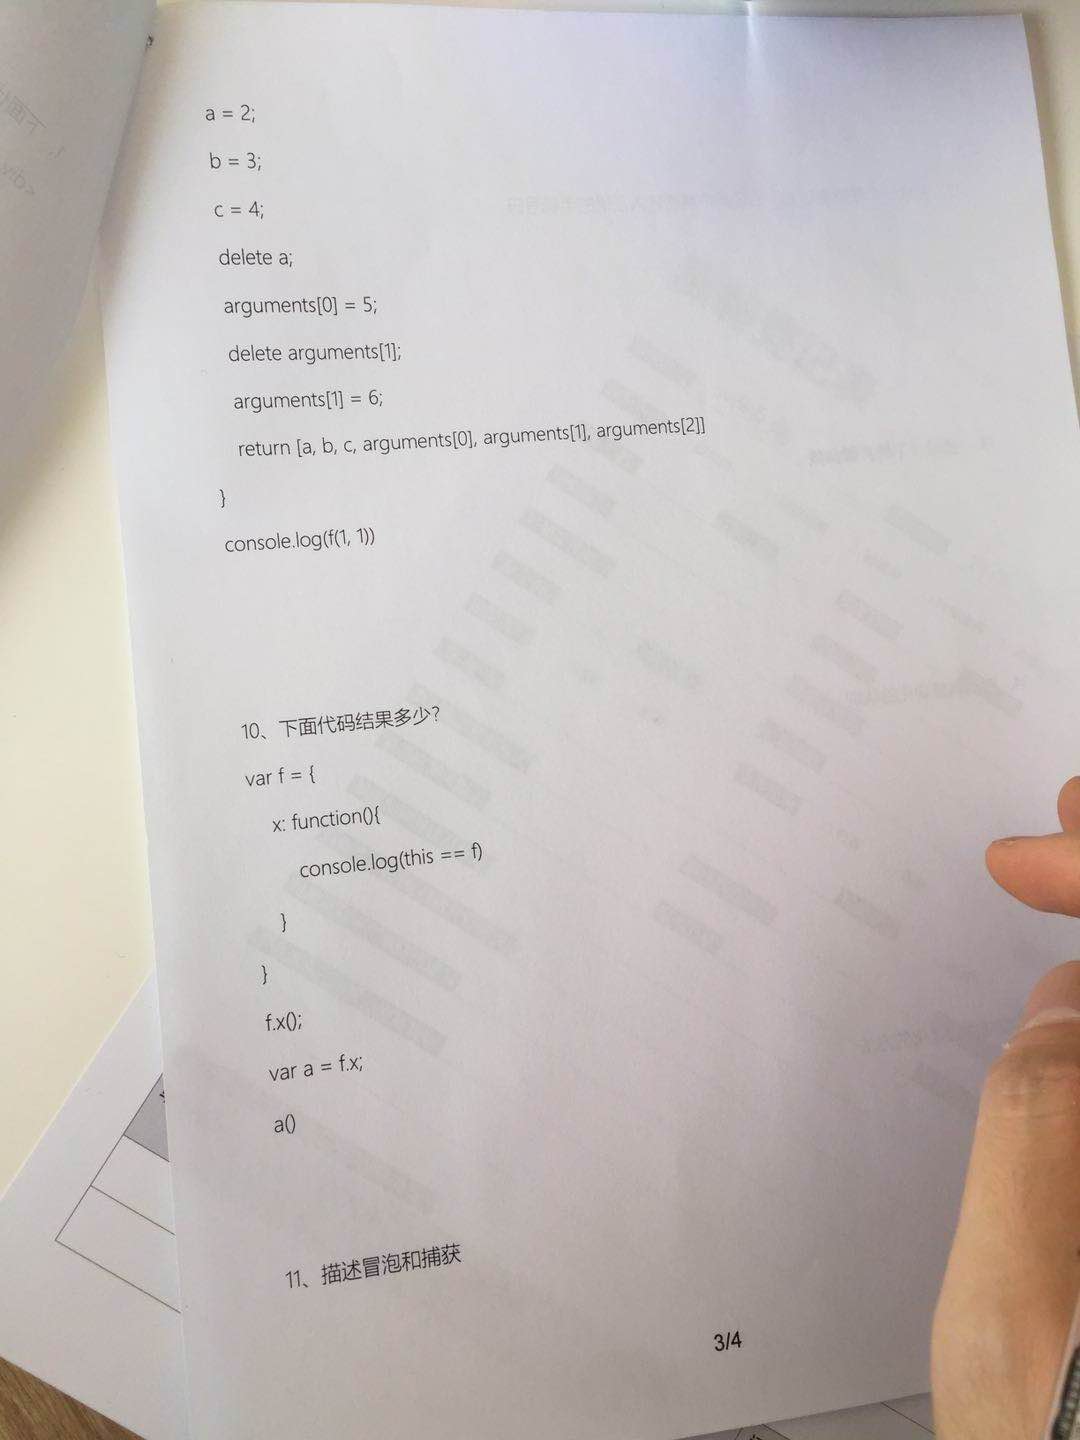 a = 2;
b = 3;
c = 4;
delete a;
arguments[0] = 5;
delete arguments[1];
arguments[1] = 6;
return [a, b, c, arguments[0], arguments[1], arguments[2]]
}
console.log(f(1, 1))
10、下面代码结果多少?
var f = {
x: function(){
console.log(this == f)
}
}
f.x();
var a = f.x;
a()
11、描述冒泡和捕获
3/4